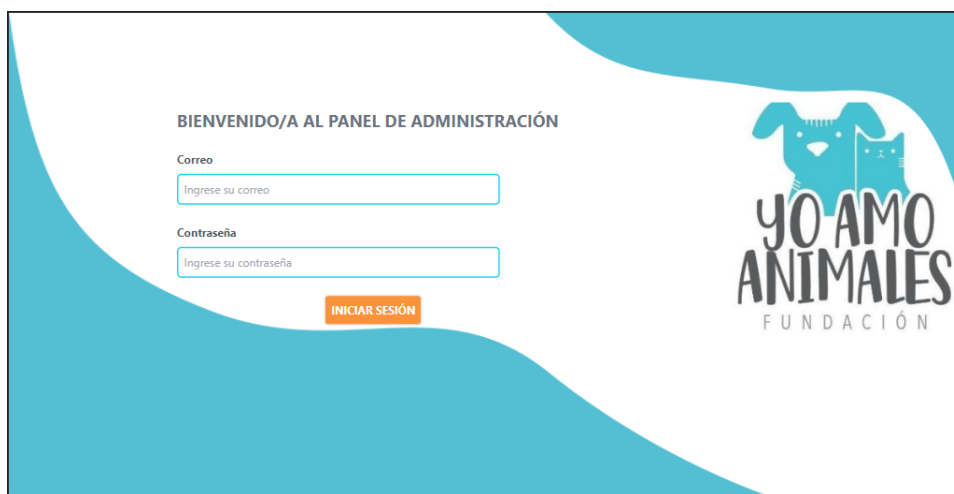 BIENVENIDO/A AL PANEL DE ADMINISTRACIÓN
Correo
Ingrese su correo
Contraseña
Ingrese su contraseña
INICIAR SESIÓN
YO AMO
ANIMALES
FUNDACIÓN